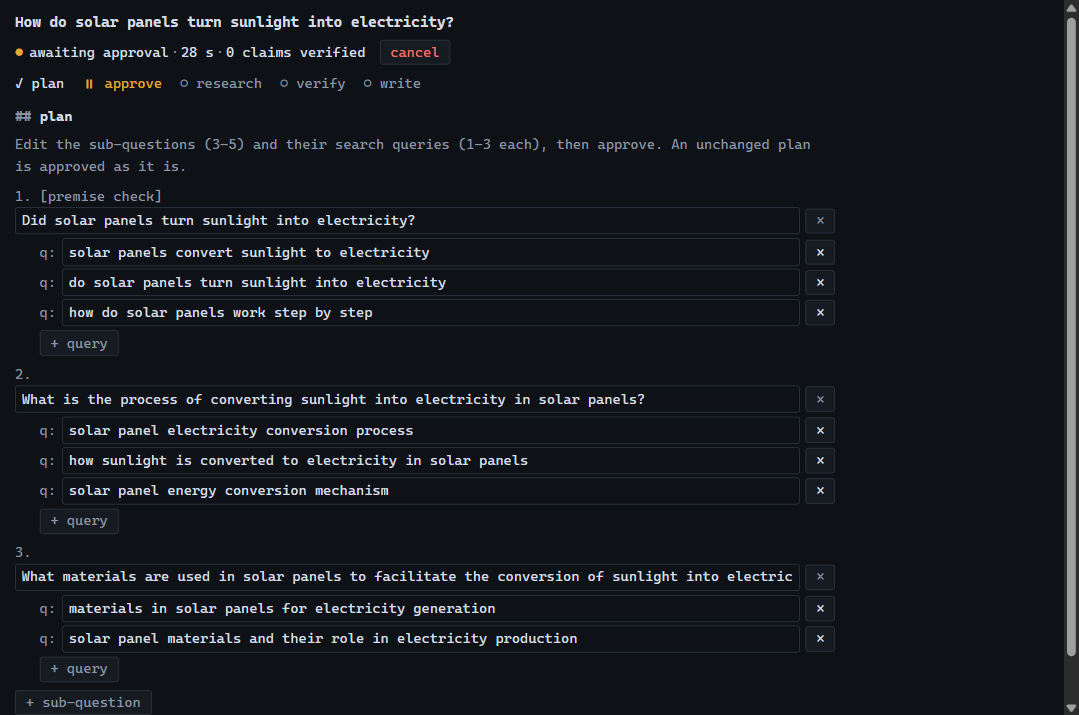 How do solar panels turn sunlight into electricity?
● awaiting approval · 28 s · 0 claims verified cancel
√ plan ⏸ approve ○ research ○ verify ○ write
## plan
Edit the sub-questions (3–5) and their search queries (1–3 each), then approve. An unchanged plan
is approved as it is.
1. [premise check]
Did solar panels turn sunlight into electricity? ×
q: solar panels convert sunlight to electricity ×
q: do solar panels turn sunlight into electricity ×
q: how do solar panels work step by step ×
+ query
2.
What is the process of converting sunlight into electricity in solar panels? ×
q: solar panel electricity conversion process ×
q: how sunlight is converted to electricity in solar panels ×
q: solar panel energy conversion mechanism ×
+ query
3.
What materials are used in solar panels to facilitate the conversion of sunlight into electric ×
q: materials in solar panels for electricity generation ×
q: solar panel materials and their role in electricity production ×
+ query
+ sub-question